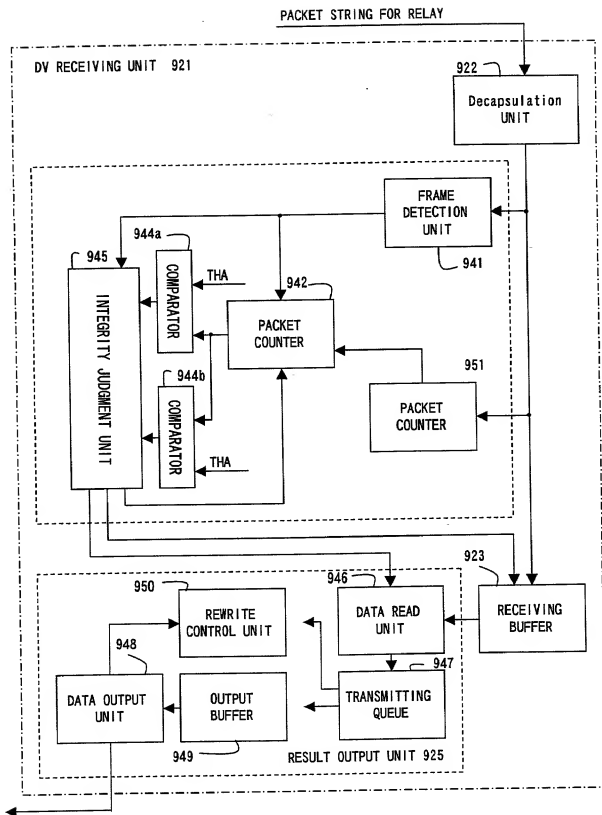 PACKET STRING FOR RELAY
DV RECEIVING UNIT 921
922
Decapsulation
UNIT
FRAME
DETECTION
UNIT
941
944a
945
COMPARATOR
THA
942
PACKET
COUNTER
INTEGRITY JUDGMENT UNIT
944b
COMPARATOR
THA
951
PACKET
COUNTER
923
RECEIVING
BUFFER
950
REWRITE
CONTROL UNIT
946
DATA READ
UNIT
947
TRANSMITTING
QUEUE
948
DATA OUTPUT
UNIT
OUTPUT
BUFFER
949
RESULT OUTPUT UNIT 925